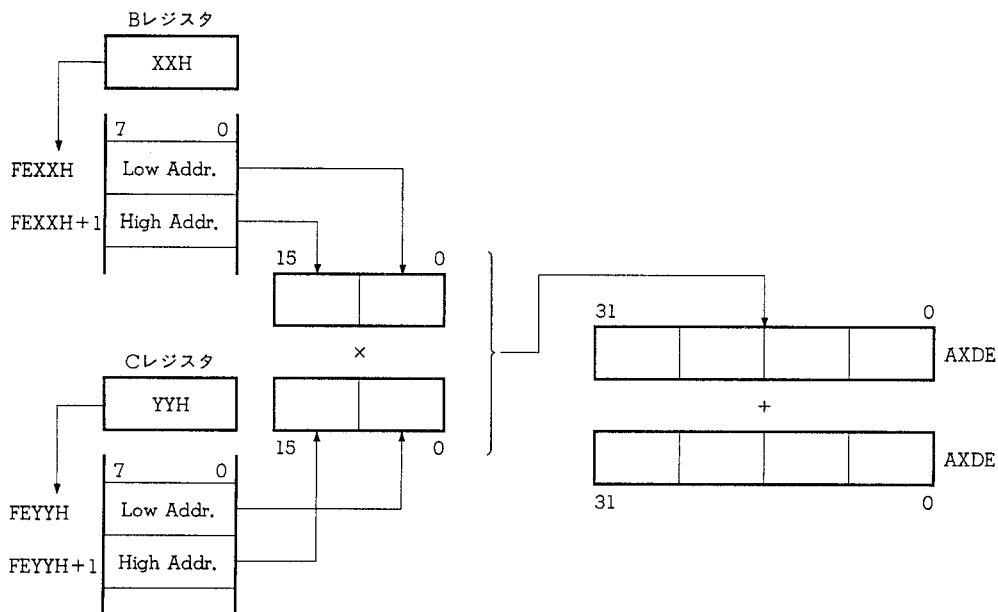 Bレジスタ
XXH
7 0
FEXXH Low Addr.
FEXXH+1 High Addr.
15 0
×
Cレジスタ
YYH
15 0
7 0
FEYYH Low Addr.
FEYYH+1 High Addr.
31 0
AXDE
+
AXDE
31 0